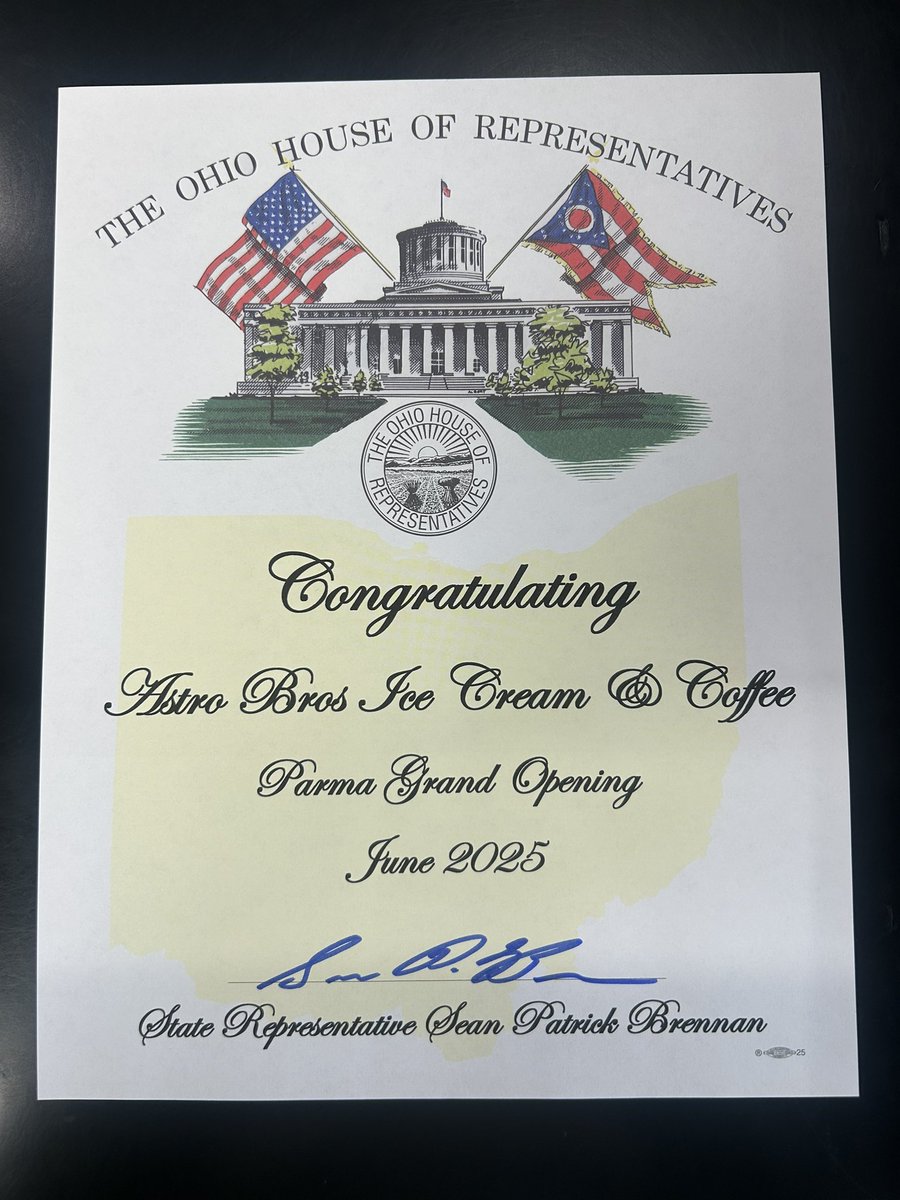 THE OHIO HOUSE OF REPRESENTATIVES
THE OHIO HOUSE OF
REPRESENTATIVES
Congratulating
Astro Bros Ice Cream & Coffee
Parma Grand Opening
June 2025
State Representative Sean Patrick Brennan
25